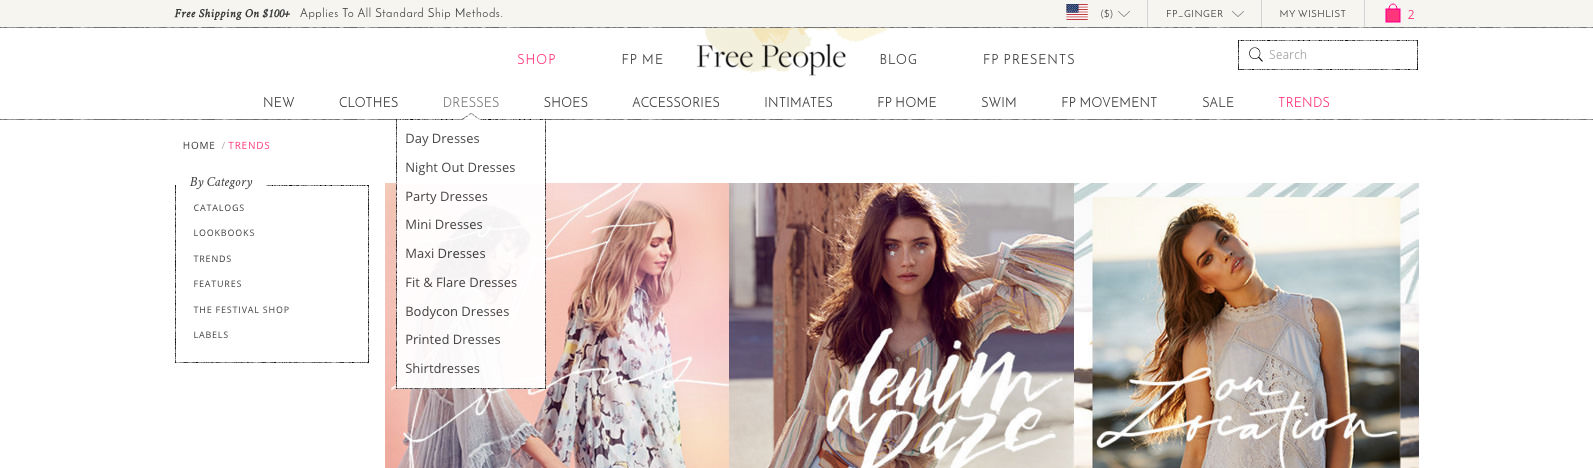 Free Shipping On $100+ Applies To All Standard Ship Methods.
($)
FP_GINGER
MY WISHLIST
2
SHOP
FP ME
Free People
BLOG
FP PRESENTS
Search
NEW
CLOTHES
DRESSES
SHOES
ACCESSORIES
INTIMATES
FP HOME
SWIM
FP MOVEMENT
SALE
TRENDS
HOME / TRENDS
By Category
CATALOGS
LOOKBOOKS
TRENDS
FEATURES
THE FESTIVAL SHOP
LABELS
Day Dresses
Night Out Dresses
Party Dresses
Mini Dresses
Maxi Dresses
Fit & Flare Dresses
Bodycon Dresses
Printed Dresses
Shirtdresses
denim
Daze
on
Location